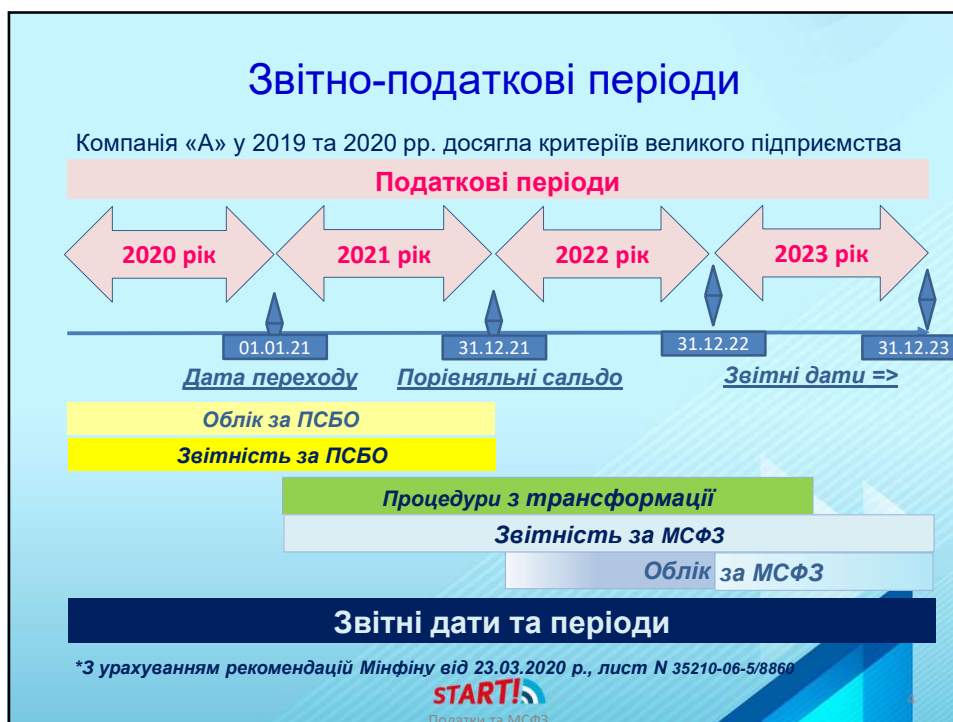 Звітно-податкові періоди
Компанія «А» у 2019 та 2020 рр. досягла критеріїв великого підприємства
Податкові періоди
2020 рік
2021 рік
2022 рік
2023 рік
01.01.21
31.12.21
31.12.22
31.12.23
Дата переходу
Порівняльні сальдо
Звітні дати =>
Облік за ПСБО
Звітність за ПСБО
Процедури з трансформації
Звітність за МСФЗ
Облік за МСФЗ
Звітні дати та періоди
*З урахуванням рекомендацій Мінфіну від 23.03.2020 р., лист N 35210-06-5/8860
START!
Податки та МСФЗ
4